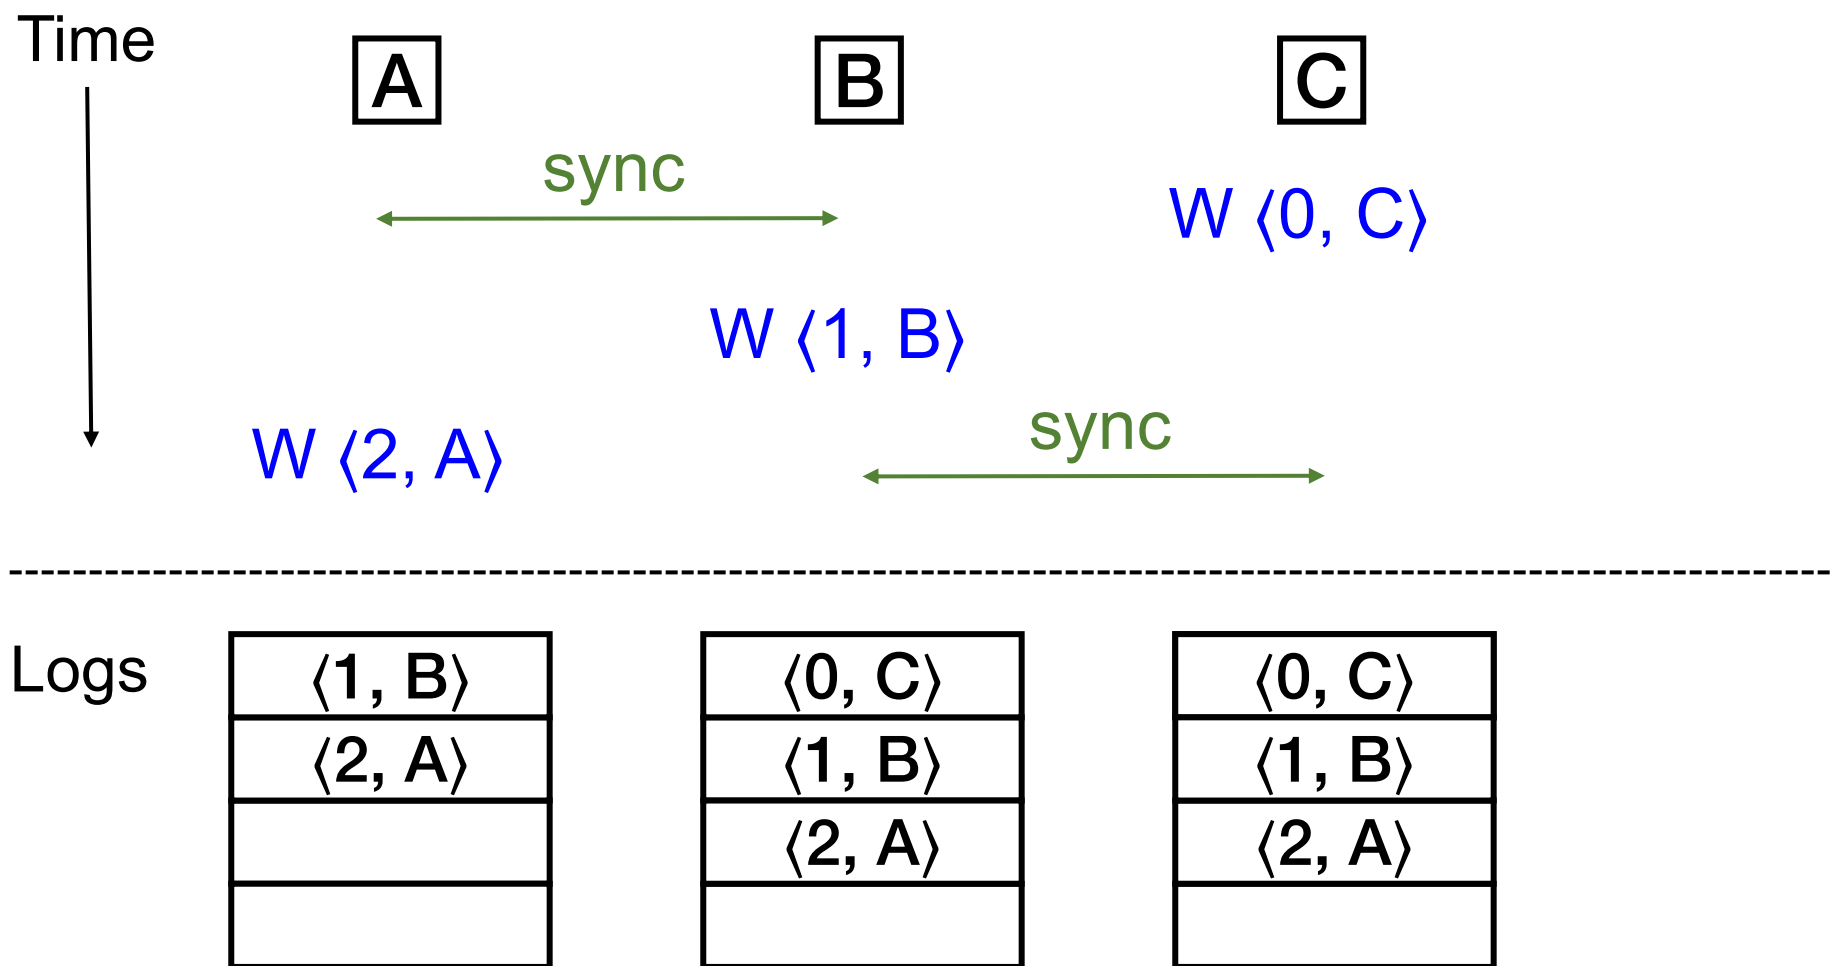 Time
A
B
C
sync
W ⟨0, C⟩
W ⟨1, B⟩
sync
W ⟨2, A⟩
Logs
⟨1, B⟩
⟨0, C⟩
⟨0, C⟩
⟨2, A⟩
⟨1, B⟩
⟨1, B⟩
⟨2, A⟩
⟨2, A⟩